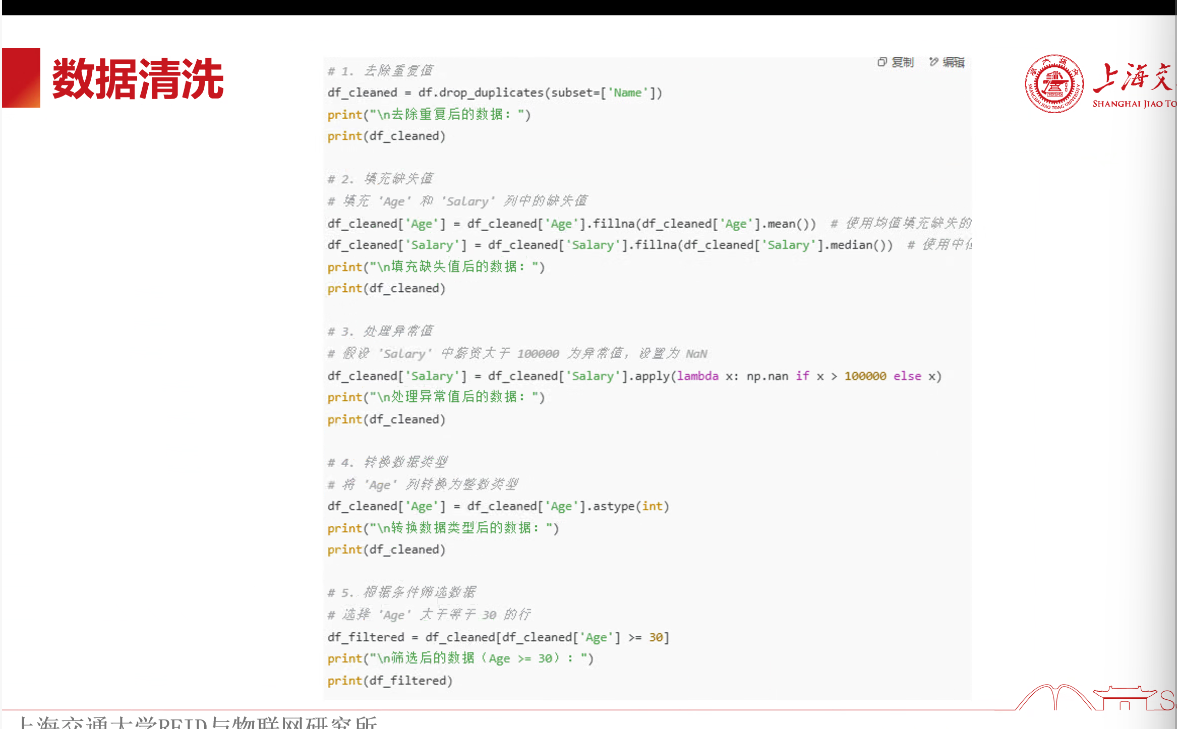 数据清洗
复制 编辑
# 1. 去除重复值
df_cleaned = df.drop_duplicates(subset=['Name'])
print("\n去除重复后的数据：")
print(df_cleaned)
# 2. 填充缺失值
# 填充 'Age' 和 'Salary' 列中的缺失值
df_cleaned['Age'] = df_cleaned['Age'].fillna(df_cleaned['Age'].mean())  # 使用均值填充缺失的
df_cleaned['Salary'] = df_cleaned['Salary'].fillna(df_cleaned['Salary'].median())  # 使用中
print("\n填充缺失值后的数据：")
print(df_cleaned)
# 3. 处理异常值
# 假设 'Salary' 中薪资大于 100000 为异常值，设置为 NaN
df_cleaned['Salary'] = df_cleaned['Salary'].apply(lambda x: np.nan if x > 100000 else x)
print("\n处理异常值后的数据：")
print(df_cleaned)
# 4. 转换数据类型
# 将 'Age' 列转换为整数类型
df_cleaned['Age'] = df_cleaned['Age'].astype(int)
print("\n转换数据类型后的数据：")
print(df_cleaned)
# 5. 根据条件筛选数据
# 选择 'Age' 大于等于 30 的行
df_filtered = df_cleaned[df_cleaned['Age'] >= 30]
print("\n筛选后的数据（Age >= 30）：")
print(df_filtered)
上海交
SHANGHAI JIAO TO
上海交通大学RFID与物联网研究所